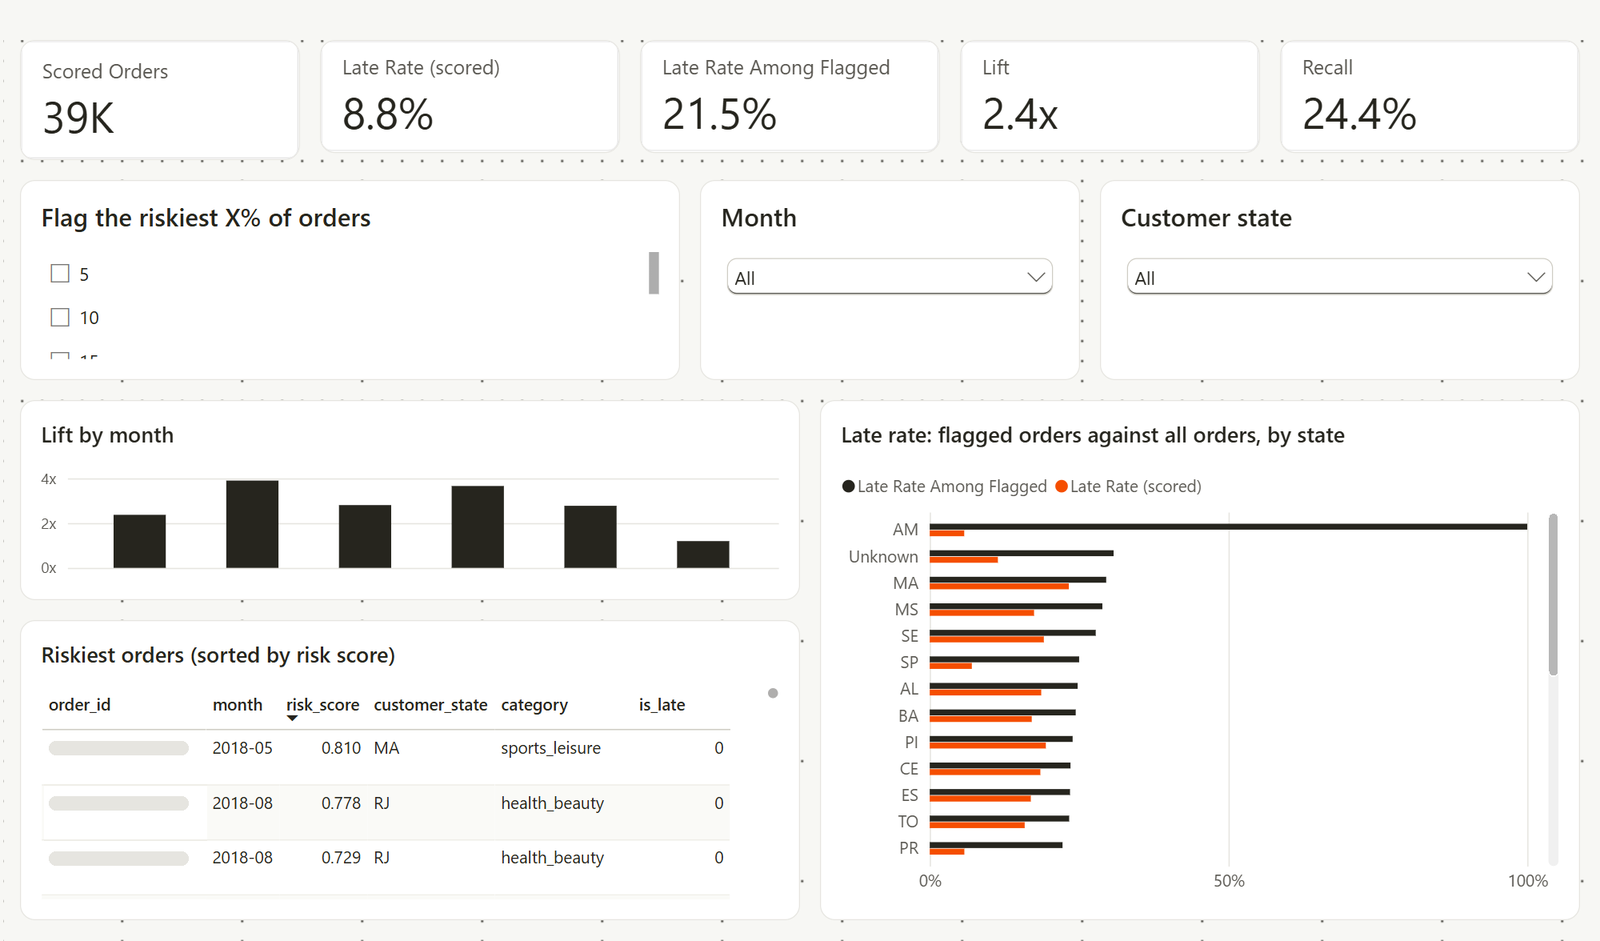 Scored Orders
39K
Late Rate (scored)
8.8%
Late Rate Among Flagged
21.5%
Lift
2.4x
Recall
24.4%
Flag the riskiest X% of orders
5
10
Month
All
Customer state
All
Lift by month
4x
2x
0x
Late rate: flagged orders against all orders, by state
Late Rate Among Flagged Late Rate (scored)
AM
Unknown
MA
MS
SE
SP
AL
BA
PI
CE
ES
TO
PR
0% 50% 100%
Riskiest orders (sorted by risk score)
order_id month risk_score customer_state category is_late
2018-05 0.810 MA sports_leisure 0
2018-08 0.778 RJ health_beauty 0
2018-08 0.729 RJ health_beauty 0